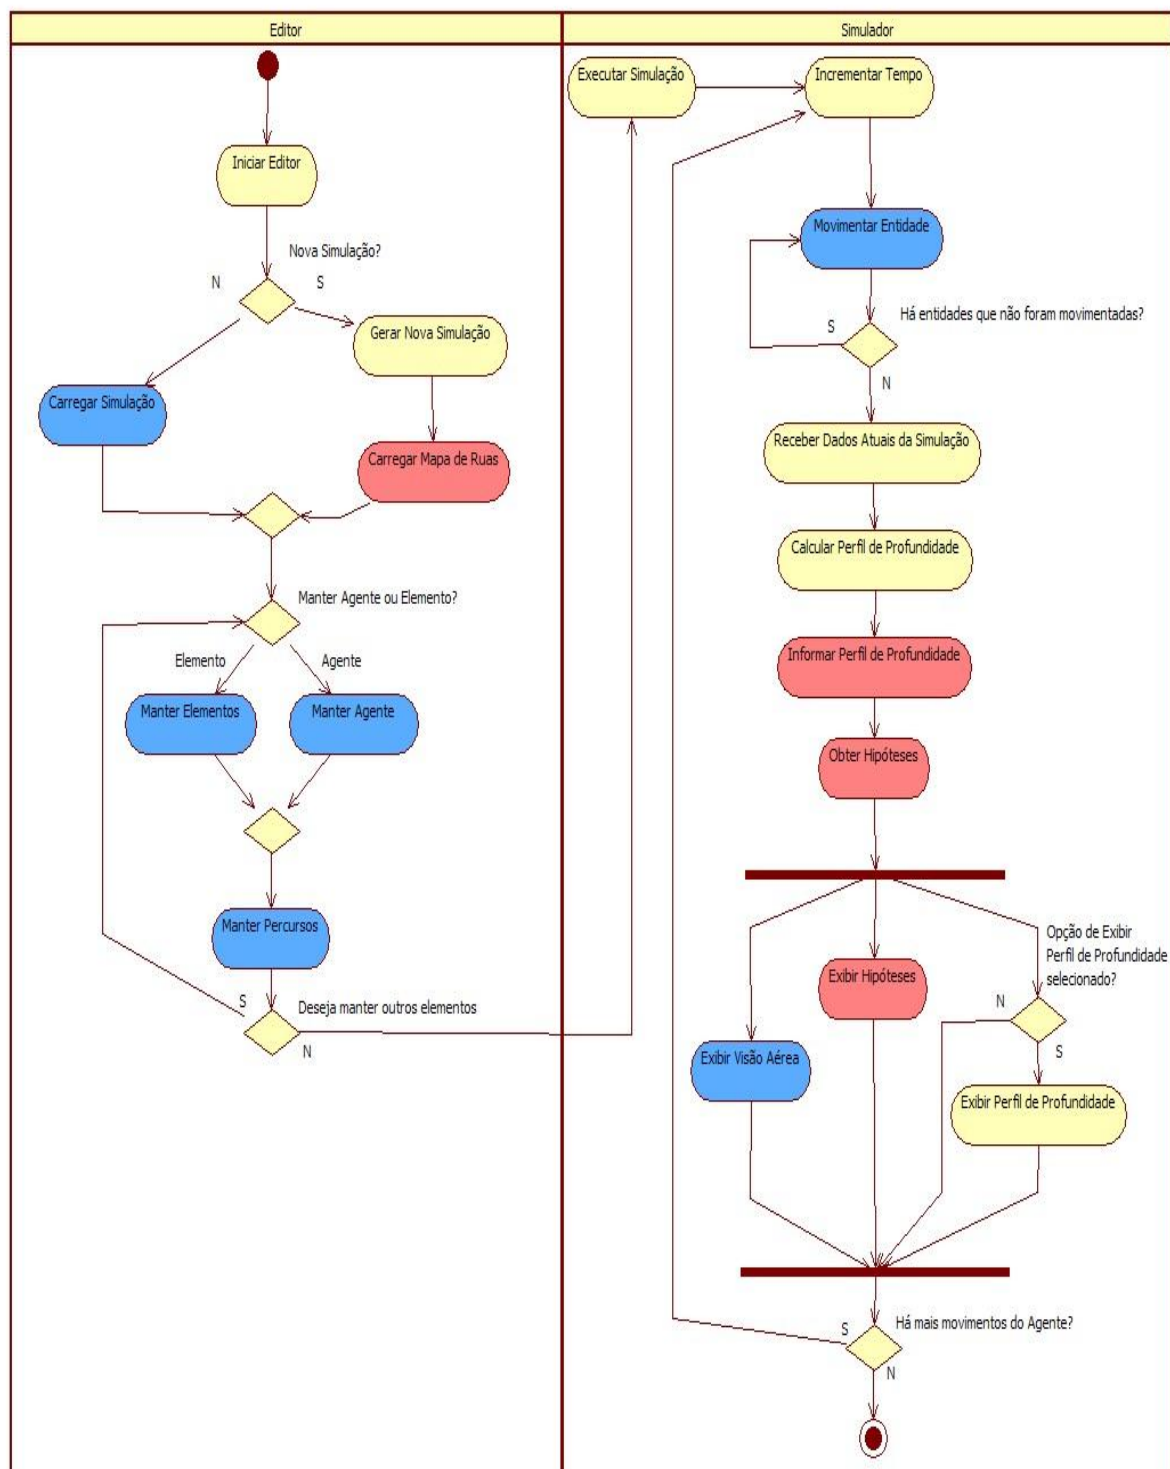 Editor
Simulador
Iniciar Editor
Nova Simulação?
N
S
Gerar Nova Simulação
Carregar Simulação
Carregar Mapa de Ruas
Manter Agente ou Elemento?
Elemento
Agente
Manter Elementos
Manter Agente
Manter Percursos
S
Deseja manter outros elementos
N
Executar Simulação
Incrementar Tempo
Movimentar Entidade
Há entidades que não foram movimentadas?
S
N
Receber Dados Atuais da Simulação
Calcular Perfil de Profundidade
Informar Perfil de Profundidade
Obter Hipóteses
Opção de Exibir
Perfil de Profundidade
selecionado?
Exibir Hipóteses
N
S
Exibir Visão Aérea
Exibir Perfil de Profundidade
Há mais movimentos do Agente?
S
N